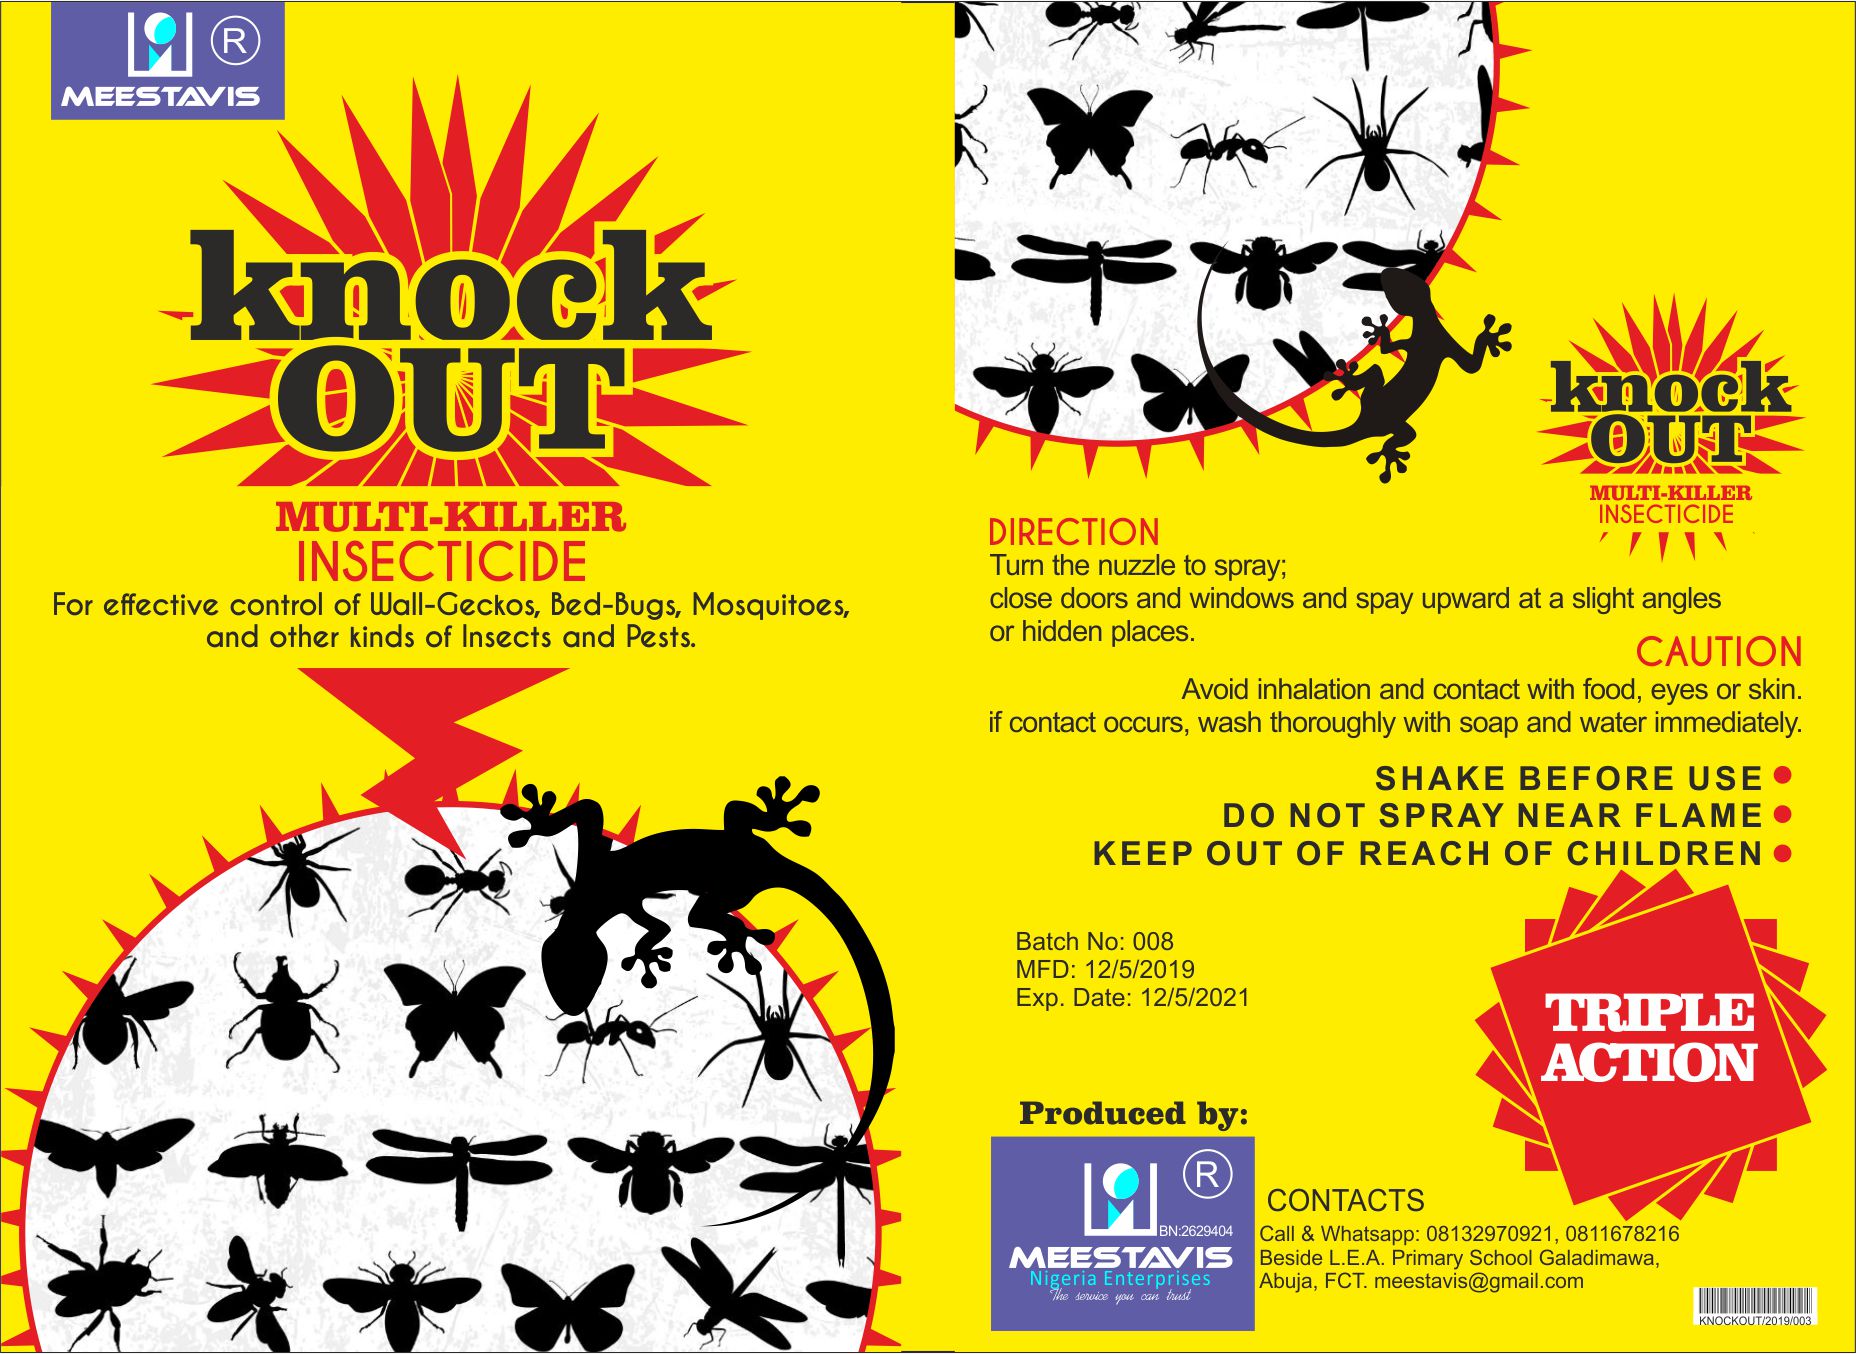 R
MEESTAVIS
knock
OUT
MULTI-KILLER
INSECTICIDE
For effective control of Wall-Geckos, Bed-Bugs, Mosquitoes,
and other kinds of Insects and Pests.
knock
OUT
MULTI-KILLER
INSECTICIDE
DIRECTION
Turn the nuzzle to spray;
close doors and windows and spay upward at a slight angles
or hidden places.
CAUTION
Avoid inhalation and contact with food, eyes or skin.
if contact occurs, wash thoroughly with soap and water immediately.
SHAKE BEFORE USE
DO NOT SPRAY NEAR FLAME
KEEP OUT OF REACH OF CHILDREN
Batch No: 008
MFD: 12/5/2019
Exp. Date: 12/5/2021
TRIPLE
ACTION
Produced by:
R
BN:2629404
MEESTAVIS
Nigeria Enterprises
The service you can trust
CONTACTS
Call & Whatsapp: 08132970921, 0811678216
Beside L.E.A. Primary School Galadimawa,
Abuja, FCT. meestavis@gmail.com
KNOCKOUT/2019/003